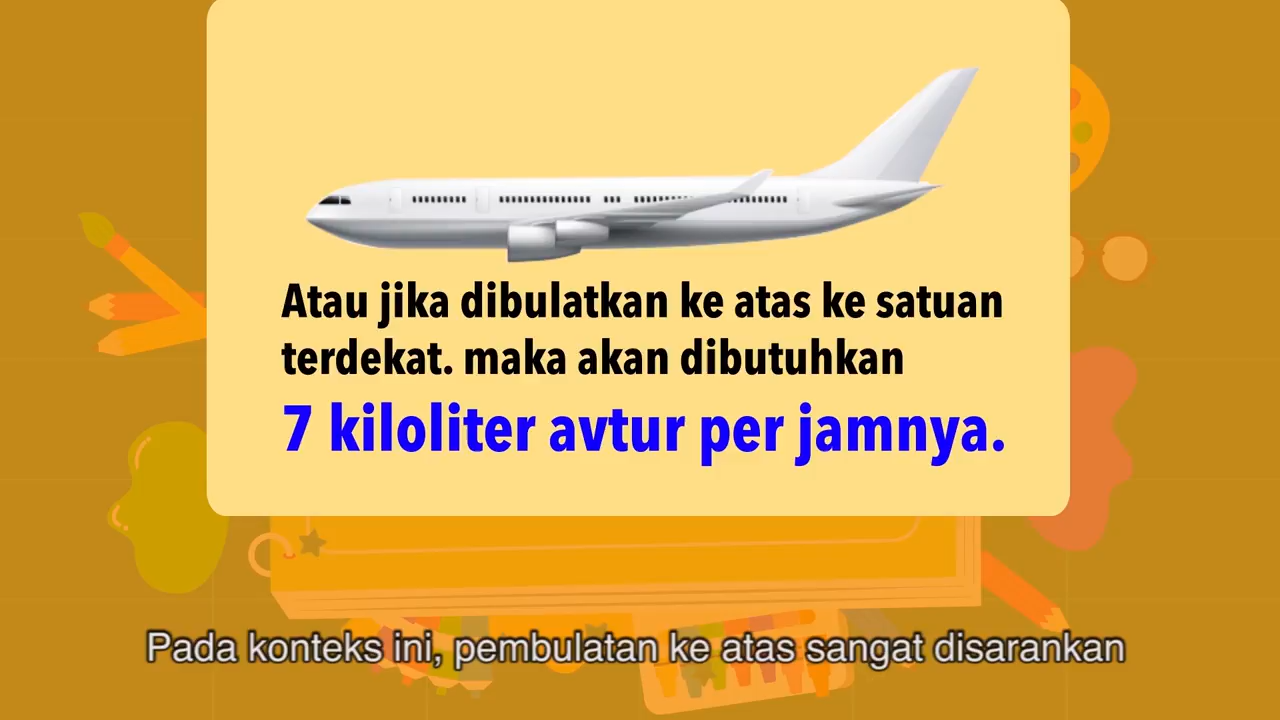 Atau jika dibulatkan ke atas ke satuan
terdekat. maka akan dibutuhkan
7 kiloliter avtur per jamnya.
Pada konteks ini, pembulatan ke atas sangat disarankan